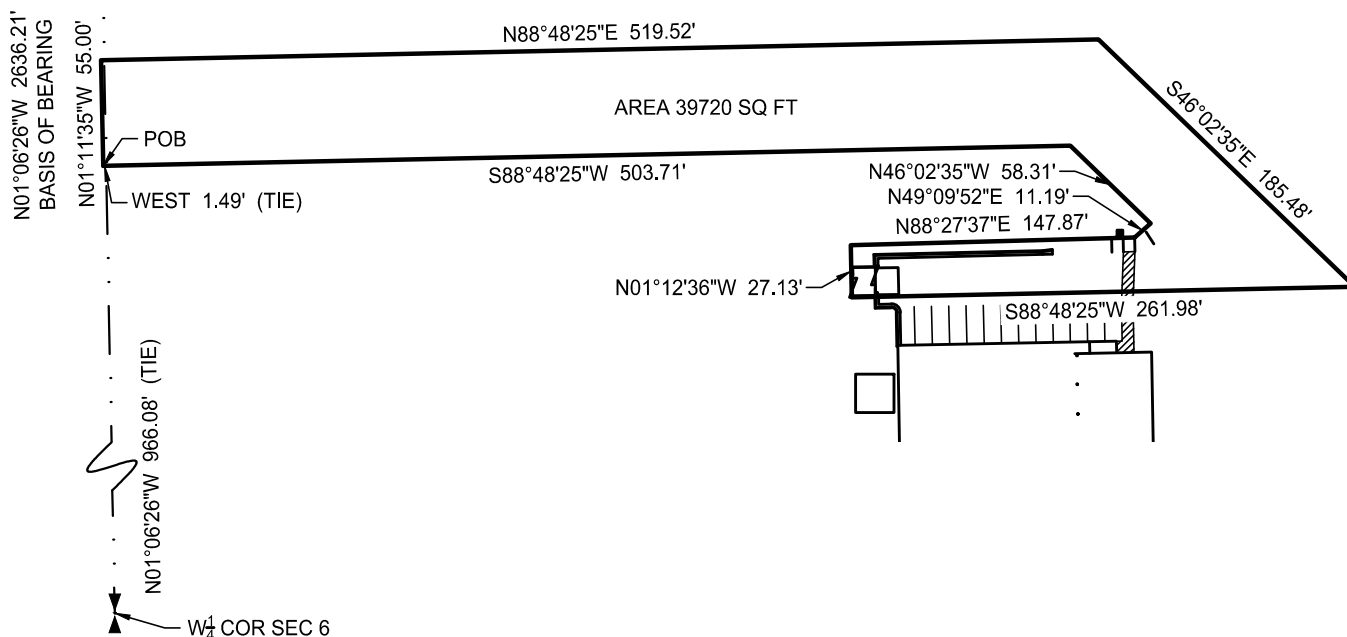 N01°06'26"W 2636.21'
BASIS OF BEARING
N01°11'35"W 55.00'
N88°48'25"E 519.52'
AREA 39720 SQ FT
S46°02'35"E 185.48'
POB
S88°48'25"W 503.71'
WEST 1.49' (TIE)
N46°02'35"W 58.31'
N49°09'52"E 11.19'
N88°27'37"E 147.87'
N01°12'36"W 27.13'
S88°48'25"W 261.98'
N01°06'26"W 966.08' (TIE)
W1/4 COR SEC 6